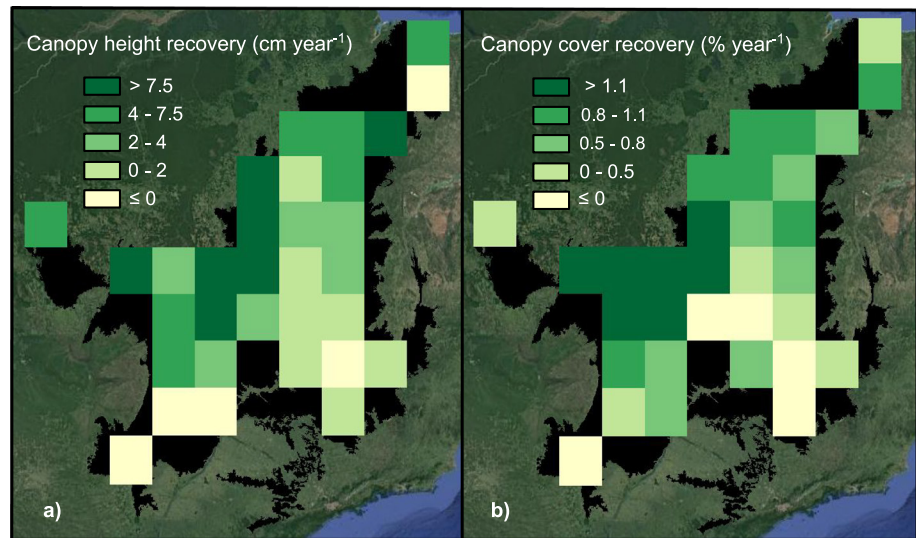 Canopy height recovery (cm year⁻¹)
> 7.5
4 - 7.5
2 - 4
0 - 2
≤ 0
a)
Canopy cover recovery (% year⁻¹)
> 1.1
0.8 - 1.1
0.5 - 0.8
0 - 0.5
≤ 0
b)